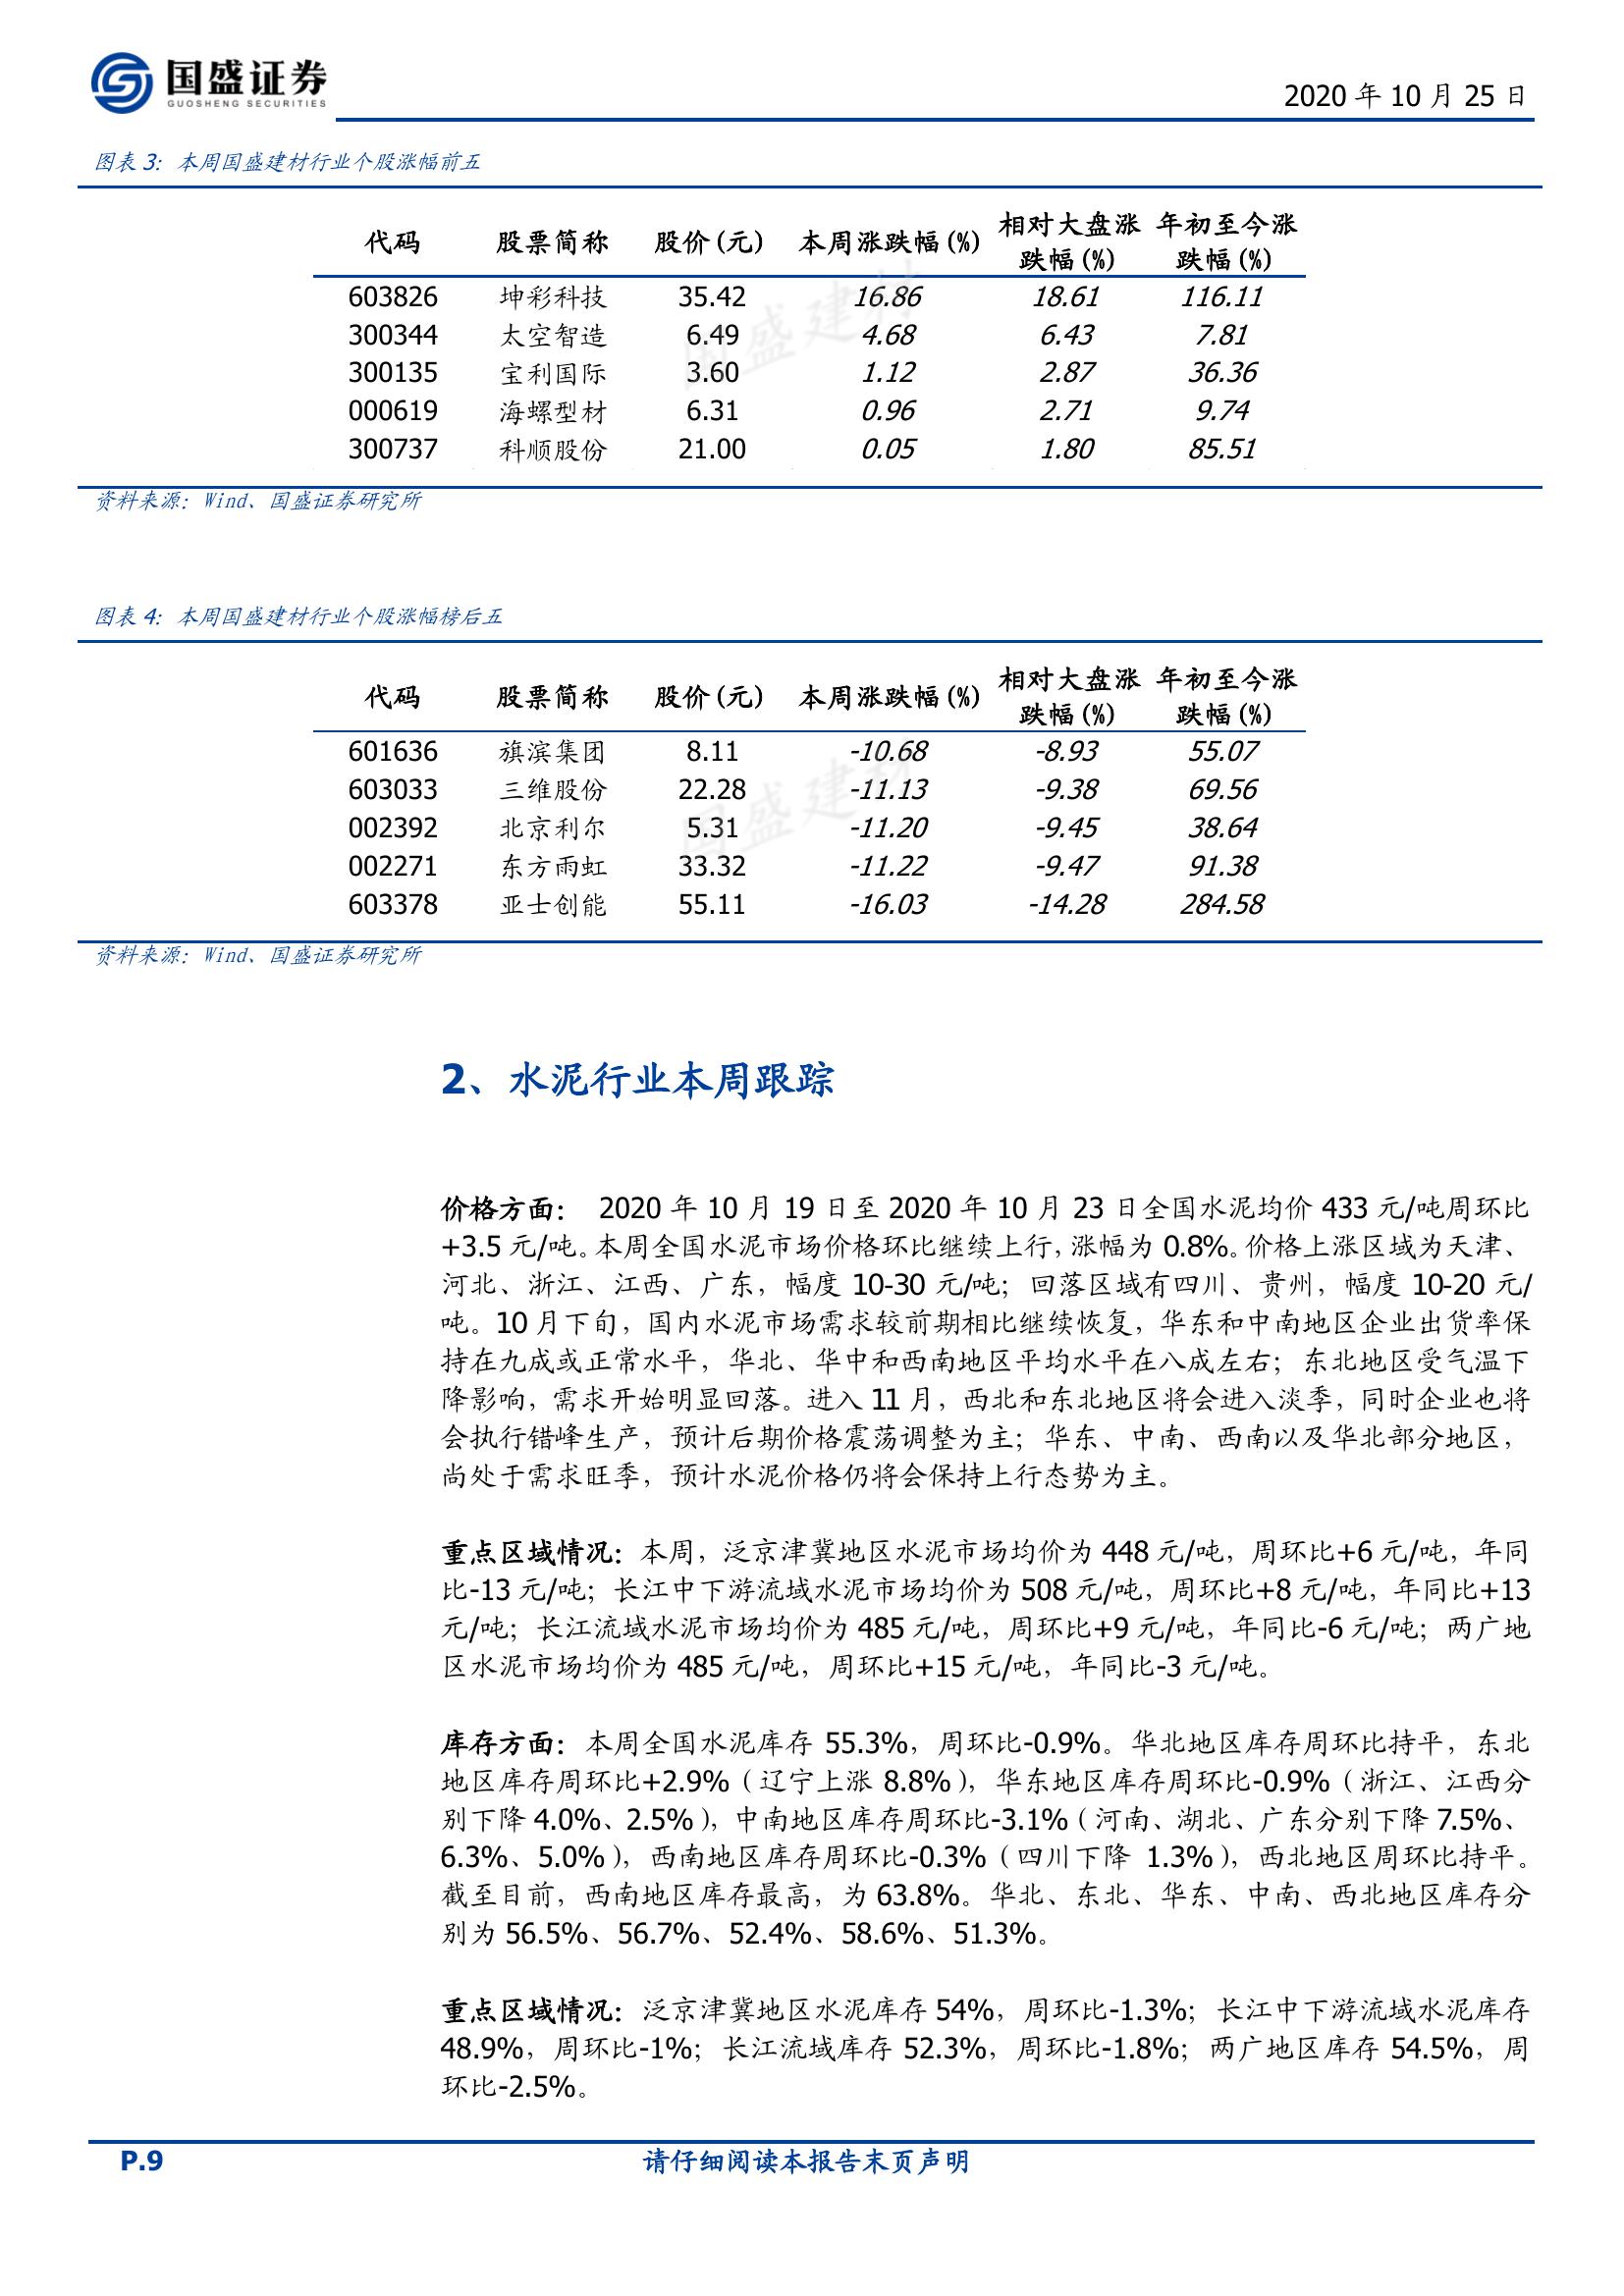 国盛证券
GUOSHENG SECURITIES
2020 年 10 月 25 日
图表 3：本周国盛建材行业个股涨幅前五
代码 股票简称 股价(元) 本周涨跌幅(%) 相对大盘涨跌幅(%) 年初至今涨跌幅(%)
603826 坤彩科技 35.42 16.86 18.61 116.11
300344 太空智造 6.49 4.68 6.43 7.81
300135 宝利国际 3.60 1.12 2.87 36.36
000619 海螺型材 6.31 0.96 2.71 9.74
300737 科顺股份 21.00 0.05 1.80 85.51
国盛建材
资料来源：Wind、国盛证券研究所
图表 4：本周国盛建材行业个股涨幅榜后五
代码 股票简称 股价(元) 本周涨跌幅(%) 相对大盘涨跌幅(%) 年初至今涨跌幅(%)
601636 旗滨集团 8.11 -10.68 -8.93 55.07
603033 三维股份 22.28 -11.13 -9.38 69.56
002392 北京利尔 5.31 -11.20 -9.45 38.64
002271 东方雨虹 33.32 -11.22 -9.47 91.38
603378 亚士创能 55.11 -16.03 -14.28 284.58
国盛建材
资料来源：Wind、国盛证券研究所
2、水泥行业本周跟踪
价格方面： 2020 年 10 月 19 日至 2020 年 10 月 23 日全国水泥均价 433 元/吨周环比
+3.5 元/吨。本周全国水泥市场价格环比继续上行，涨幅为 0.8%。价格上涨区域为天津、
河北、浙江、江西、广东，幅度 10-30 元/吨；回落区域有四川、贵州，幅度 10-20 元/
吨。10 月下旬，国内水泥市场需求较前期相比继续恢复，华东和中南地区企业出货率保
持在九成或正常水平，华北、华中和西南地区平均水平在八成左右；东北地区受气温下
降影响，需求开始明显回落。进入 11 月，西北和东北地区将会进入淡季，同时企业也将
会执行错峰生产，预计后期价格震荡调整为主；华东、中南、西南以及华北部分地区，
尚处于需求旺季，预计水泥价格仍将会保持上行态势为主。
重点区域情况：本周，泛京津冀地区水泥市场均价为 448 元/吨，周环比+6 元/吨，年同
比-13 元/吨；长江中下游流域水泥市场均价为 508 元/吨，周环比+8 元/吨，年同比+13
元/吨；长江流域水泥市场均价为 485 元/吨，周环比+9 元/吨，年同比-6 元/吨；两广地
区水泥市场均价为 485 元/吨，周环比+15 元/吨，年同比-3 元/吨。
库存方面：本周全国水泥库存 55.3%，周环比-0.9%。华北地区库存周环比持平，东北
地区库存周环比+2.9%（辽宁上涨 8.8%），华东地区库存周环比-0.9%（浙江、江西分
别下降 4.0%、2.5%），中南地区库存周环比-3.1%（河南、湖北、广东分别下降 7.5%、
6.3%、5.0%），西南地区库存周环比-0.3%（四川下降 1.3%），西北地区周环比持平。
截至目前，西南地区库存最高，为 63.8%。华北、东北、华东、中南、西北地区库存分
别为 56.5%、56.7%、52.4%、58.6%、51.3%。
重点区域情况：泛京津冀地区水泥库存 54%，周环比-1.3%；长江中下游流域水泥库存
48.9%，周环比-1%；长江流域库存 52.3%，周环比-1.8%；两广地区库存 54.5%，周
环比-2.5%。
P.9 请仔细阅读本报告末页声明